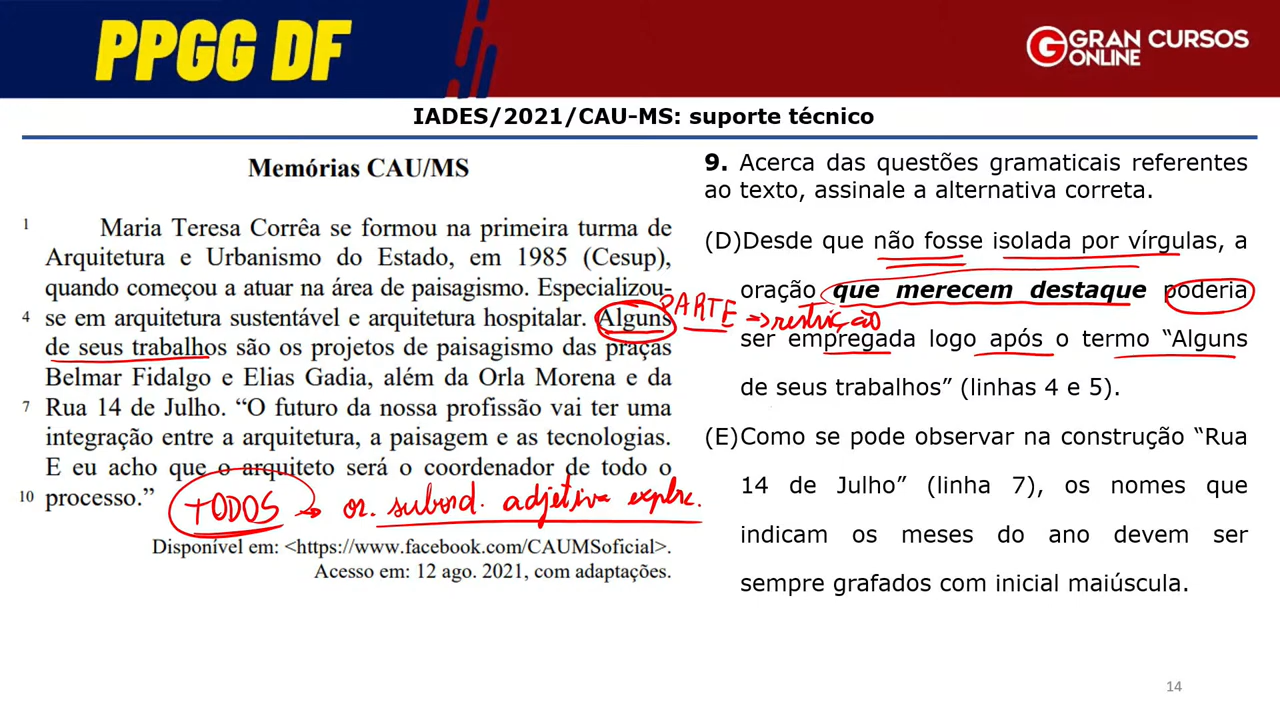 PPGG DF
GRAN CURSOS
ONLINE
IADES/2021/CAU-MS: suporte técnico
Memórias CAU/MS
1 Maria Teresa Corrêa se formou na primeira turma de
Arquitetura e Urbanismo do Estado, em 1985 (Cesup),
quando começou a atuar na área de paisagismo. Especializou-
4 se em arquitetura sustentável e arquitetura hospitalar. Alguns
de seus trabalhos são os projetos de paisagismo das praças
Belmar Fidalgo e Elias Gadia, além da Orla Morena e da
7 Rua 14 de Julho. “O futuro da nossa profissão vai ter uma
integração entre a arquitetura, a paisagem e as tecnologias.
E eu acho que o arquiteto será o coordenador de todo o
10 processo.”
TODOS → or. subord. adjetiva explic.
Disponível em: <https://www.facebook.com/CAUMSoficial>.
Acesso em: 12 ago. 2021, com adaptações.
9. Acerca das questões gramaticais referentes
ao texto, assinale a alternativa correta.
(D)Desde que não fosse isolada por vírgulas, a
oração que merecem destaque poderia
PARTE → restrição
ser empregada logo após o termo “Alguns
de seus trabalhos” (linhas 4 e 5).
(E)Como se pode observar na construção “Rua
14 de Julho” (linha 7), os nomes que
indicam os meses do ano devem ser
sempre grafados com inicial maiúscula.
14